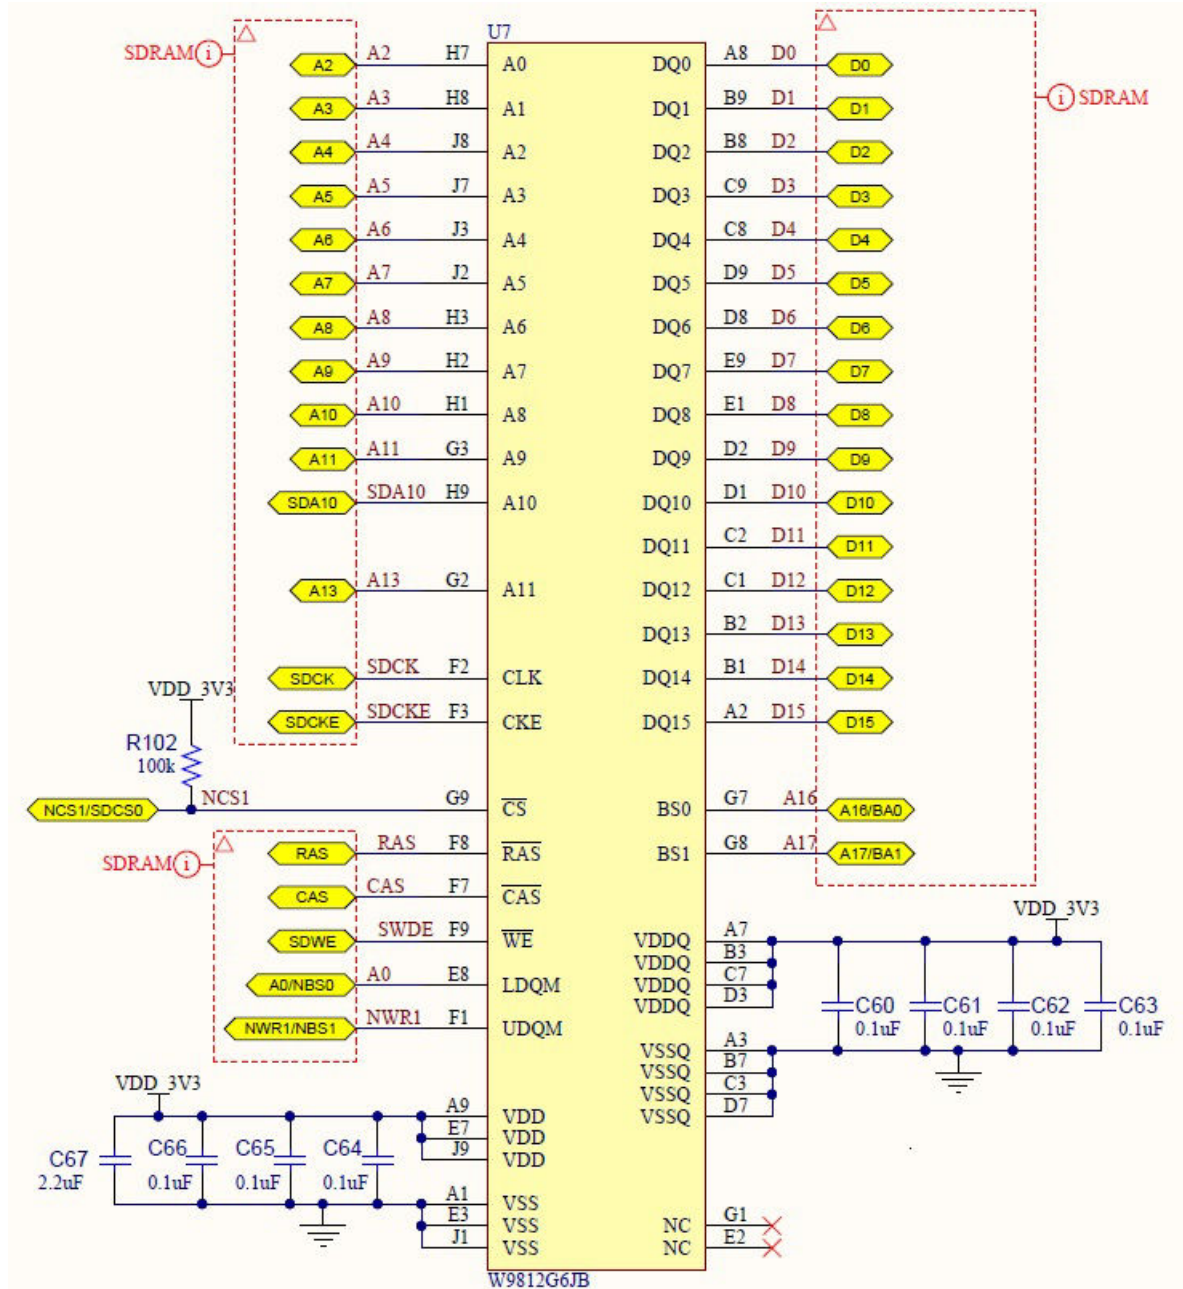 U7
SDRAM i
A2 A2 H7 A0 DQ0 A8 D0 D0
A3 A3 H8 A1 DQ1 B9 D1 D1
i SDRAM
A4 A4 J8 A2 DQ2 B8 D2 D2
A5 A5 J7 A3 DQ3 C9 D3 D3
A6 A6 J3 A4 DQ4 C8 D4 D4
A7 A7 J2 A5 DQ5 D9 D5 D5
A8 A8 H3 A6 DQ6 D8 D6 D6
A9 A9 H2 A7 DQ7 E9 D7 D7
A10 A10 H1 A8 DQ8 E1 D8 D8
A11 A11 G3 A9 DQ9 D2 D9 D9
SDA10 SDA10 H9 A10 DQ10 D1 D10 D10
DQ11 C2 D11 D11
A13 A13 G2 A11 DQ12 C1 D12 D12
DQ13 B2 D13 D13
SDCK SDCK F2 CLK DQ14 B1 D14 D14
VDD_3V3
SDCKE SDCKE F3 CKE DQ15 A2 D15 D15
R102
100k
NCS1/SDCS0 NCS1 G9 CS BS0 G7 A16 A16/BA0
RAS RAS F8 RAS BS1 G8 A17 A17/BA1
SDRAM i
CAS CAS F7 CAS
VDD_3V3
SDWE SWDE F9 WE VDDQ A7
VDDQ B3
A0/NBS0 A0 E8 LDQM VDDQ C7
VDDQ D3
C60 C61 C62 C63
0.1uF 0.1uF 0.1uF 0.1uF
NWR1/NBS1 NWR1 F1 UDQM
VSSQ A3
VSSQ B7
VSSQ C3
VSSQ D7
VDD_3V3
A9 VDD
E7 VDD
J9 VDD
C67 C66 C65 C64
2.2uF 0.1uF 0.1uF 0.1uF
A1 VSS
E3 VSS NC G1
J1 VSS NC E2
W9812G6JB